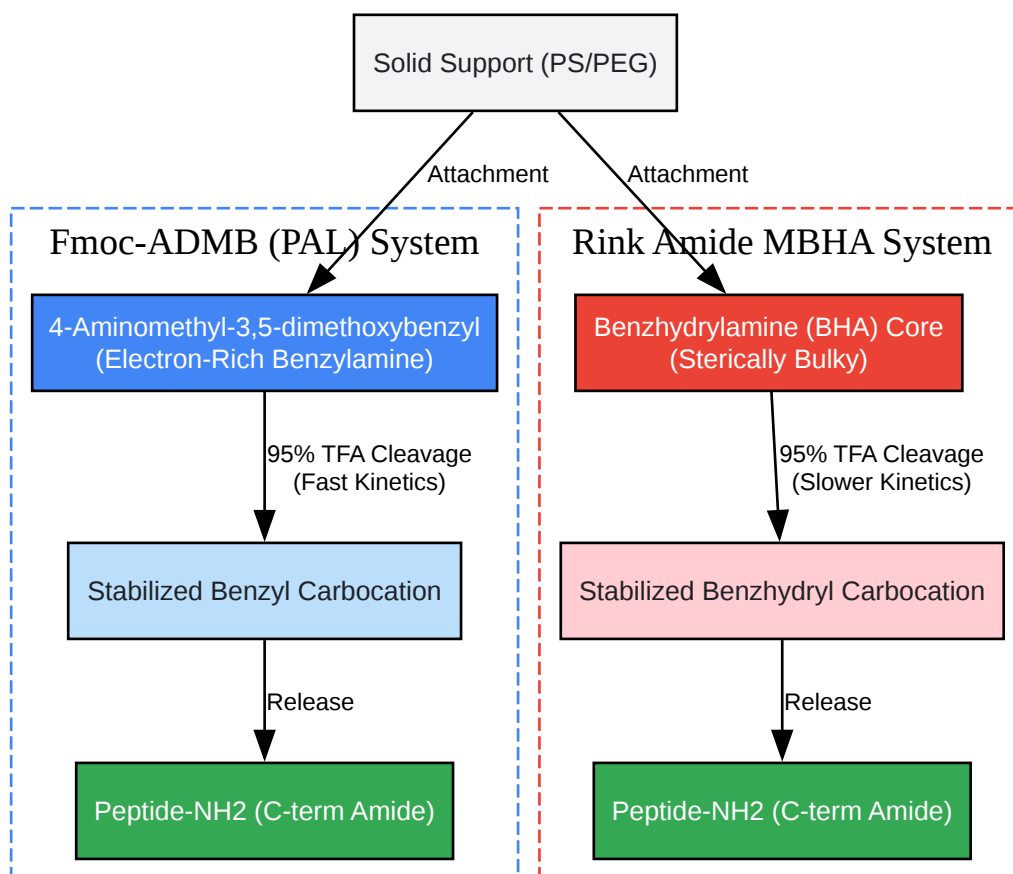 Solid Support (PS/PEG)
Attachment
Attachment
Fmoc-ADMB (PAL) System
Rink Amide MBHA System
4-Aminomethyl-3,5-dimethoxybenzyl
(Electron-Rich Benzylamine)
Benzhydrylamine (BHA) Core
(Sterically Bulky)
95% TFA Cleavage
(Fast Kinetics)
95% TFA Cleavage
(Slower Kinetics)
Stabilized Benzyl Carbocation
Stabilized Benzhydryl Carbocation
Release
Release
Peptide-NH2 (C-term Amide)
Peptide-NH2 (C-term Amide)